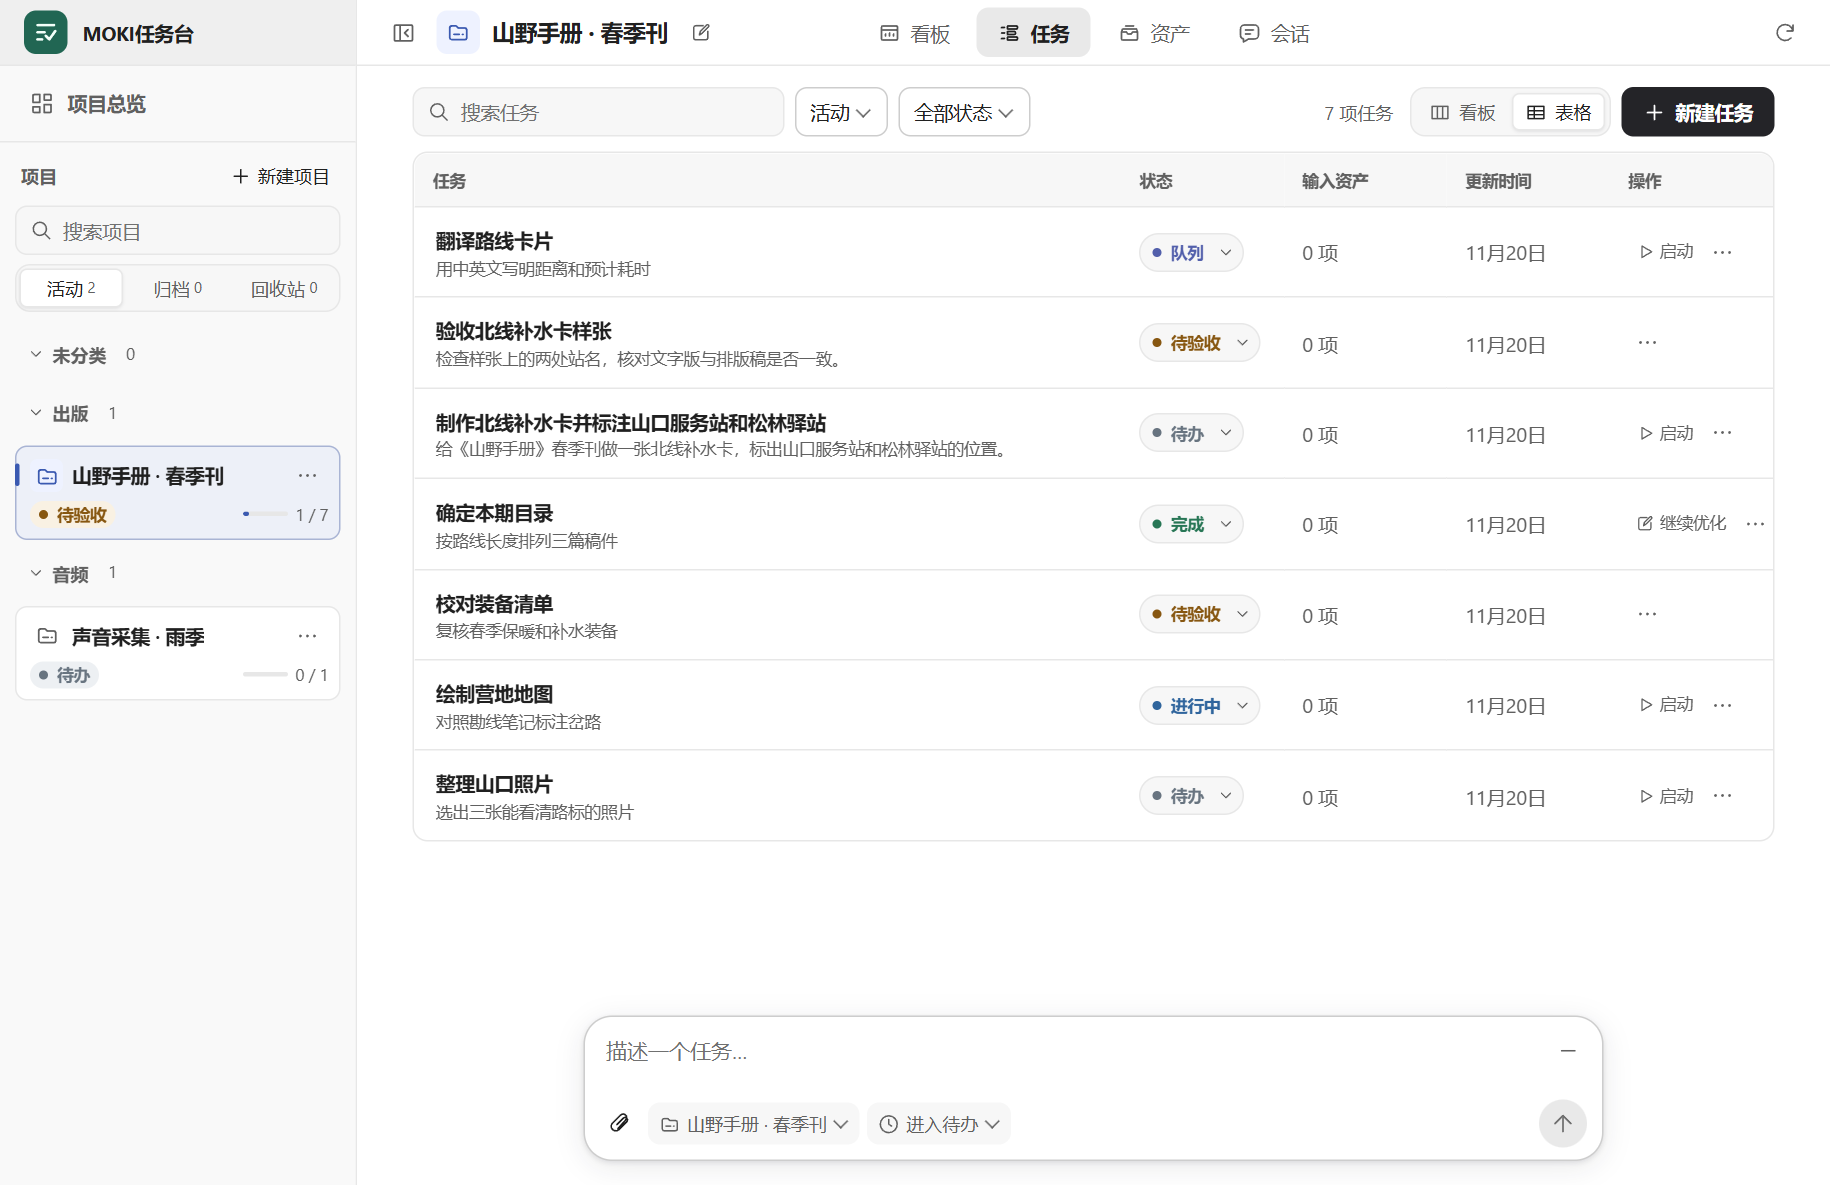 MOKI任务台
项目总览
项目
新建项目
搜索项目
活动 2
归档 0
回收站 0
未分类 0
出版 1
山野手册 · 春季刊
待验收
1 / 7
音频 1
声音采集 · 雨季
待办
0 / 1
山野手册 · 春季刊
看板
任务
资产
会话
搜索任务
活动
全部状态
7 项任务
看板
表格
新建任务
任务 状态 输入资产 更新时间 操作
翻译路线卡片
用中英文写明距离和预计耗时
队列 0 项 11月20日 启动
验收北线补水卡样张
检查样张上的两处站名，核对文字版与排版稿是否一致。
待验收 0 项 11月20日
制作北线补水卡并标注山口服务站和松林驿站
给《山野手册》春季刊做一张北线补水卡，标出山口服务站和松林驿站的位置。
待办 0 项 11月20日 启动
确定本期目录
按路线长度排列三篇稿件
完成 0 项 11月20日 继续优化
校对装备清单
复核春季保暖和补水装备
待验收 0 项 11月20日
绘制营地地图
对照勘线笔记标注岔路
进行中 0 项 11月20日 启动
整理山口照片
选出三张能看清路标的照片
待办 0 项 11月20日 启动
描述一个任务...
山野手册 · 春季刊
进入待办